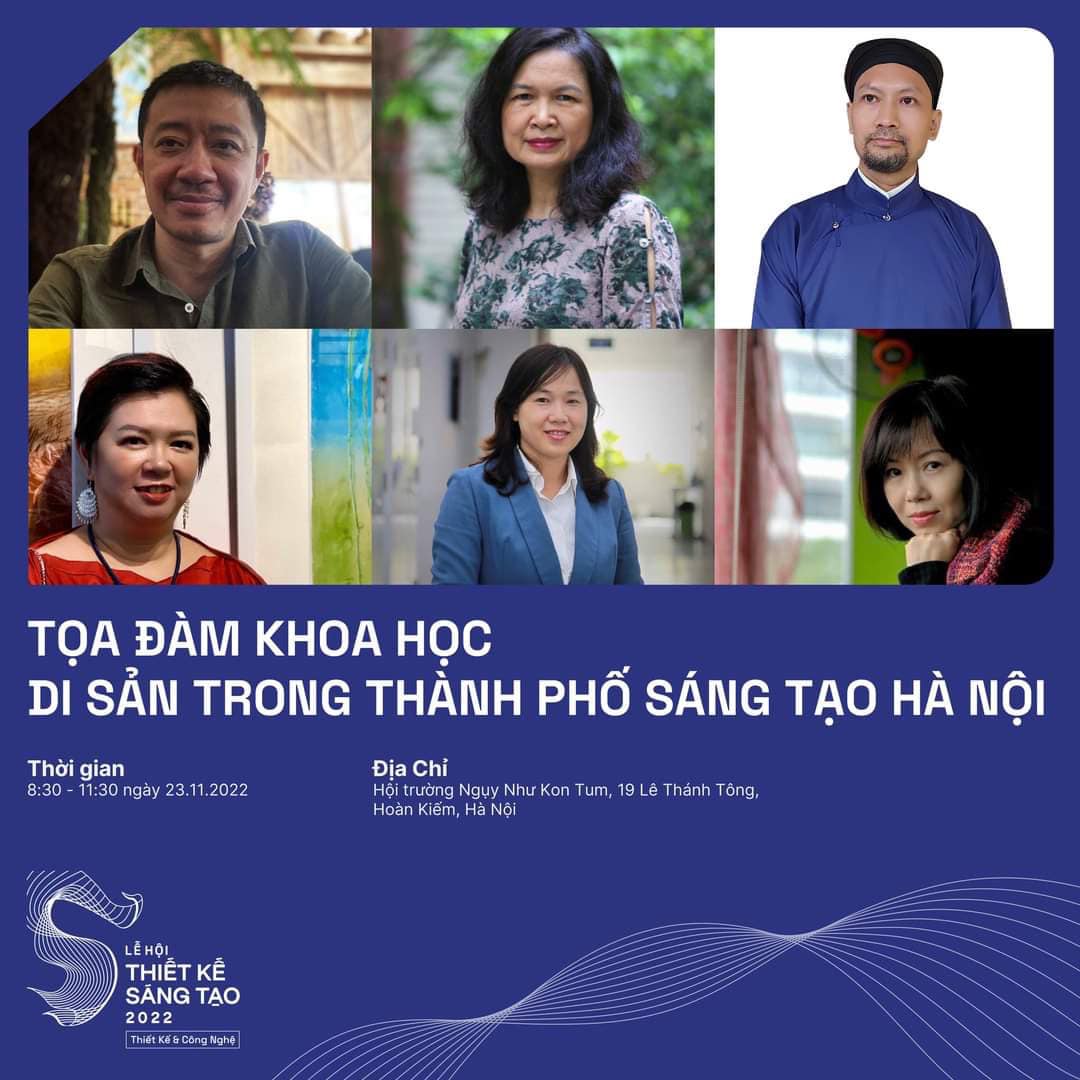 TỌA ĐÀM KHOA HỌC
DI SẢN TRONG THÀNH PHỐ SÁNG TẠO HÀ NỘI
Thời gian
8:30 - 11:30 ngày 23.11.2022
Địa Chỉ
Hội trường Ngụy Như Kon Tum, 19 Lê Thánh Tông,
Hoàn Kiếm, Hà Nội
LỄ HỘI
THIẾT KẾ
SÁNG TẠO
2022
Thiết Kế & Công Nghệ